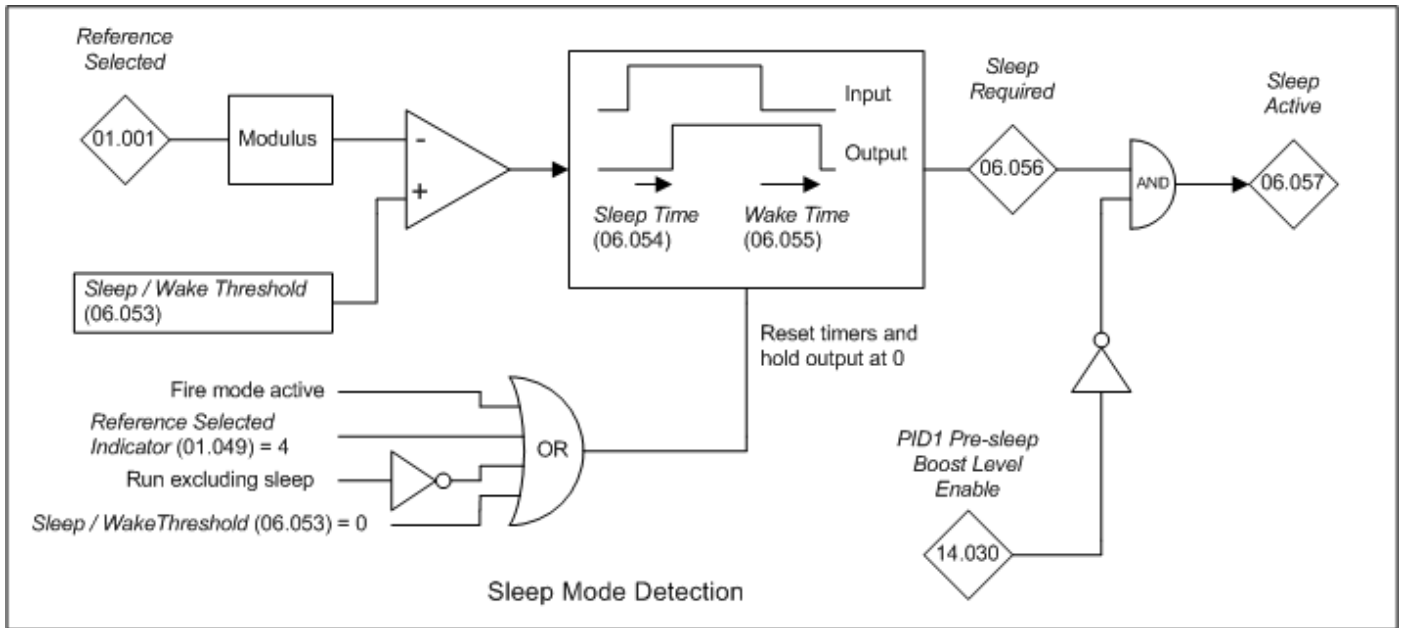 Reference
Selected
01.001
Modulus
-
+
Sleep / Wake Threshold
(06.053)
Input
Output
Sleep Time
(06.054)
Wake Time
(06.055)
Sleep
Required
06.056
AND
Sleep
Active
06.057
Reset timers and
hold output at 0
Fire mode active
Reference Selected
Indicator (01.049) = 4
Run excluding sleep
Sleep / WakeThreshold (06.053) = 0
OR
PID1 Pre-sleep
Boost Level
Enable
14.030
Sleep Mode Detection